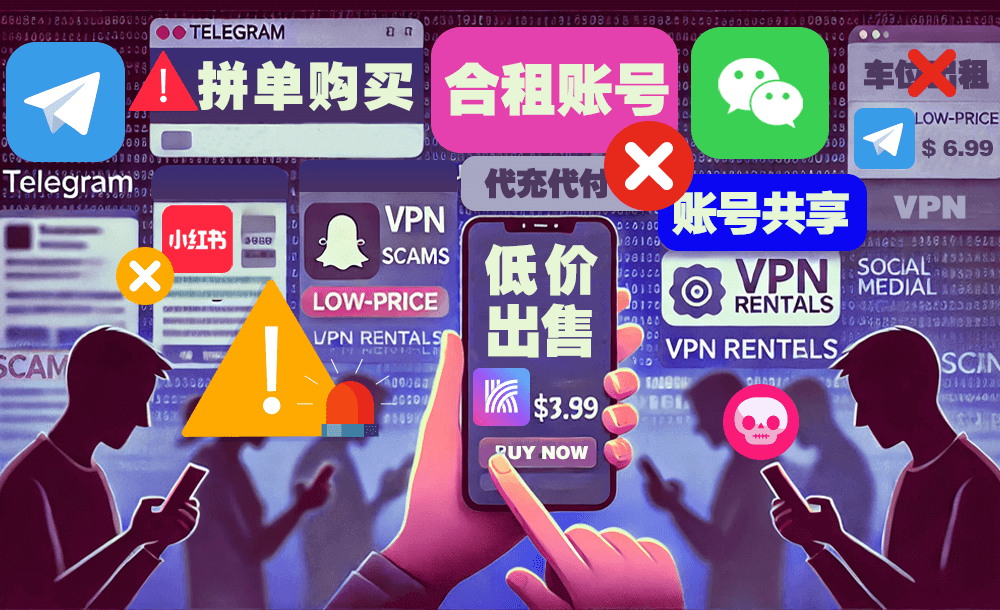 TELEGRAM
拼单购买
合租账号
LOW-PRICE
$ 6.99
Telegram
代充代付
VPN
小红书
VPN
SCAMS
账号共享
LOW-PRICE
VPN RENTALS
低价
出售
VPN
RENTALS
SOCIAL
MEDIAL
VPN RENTELS
SCAM
$3.99
BUY NOW